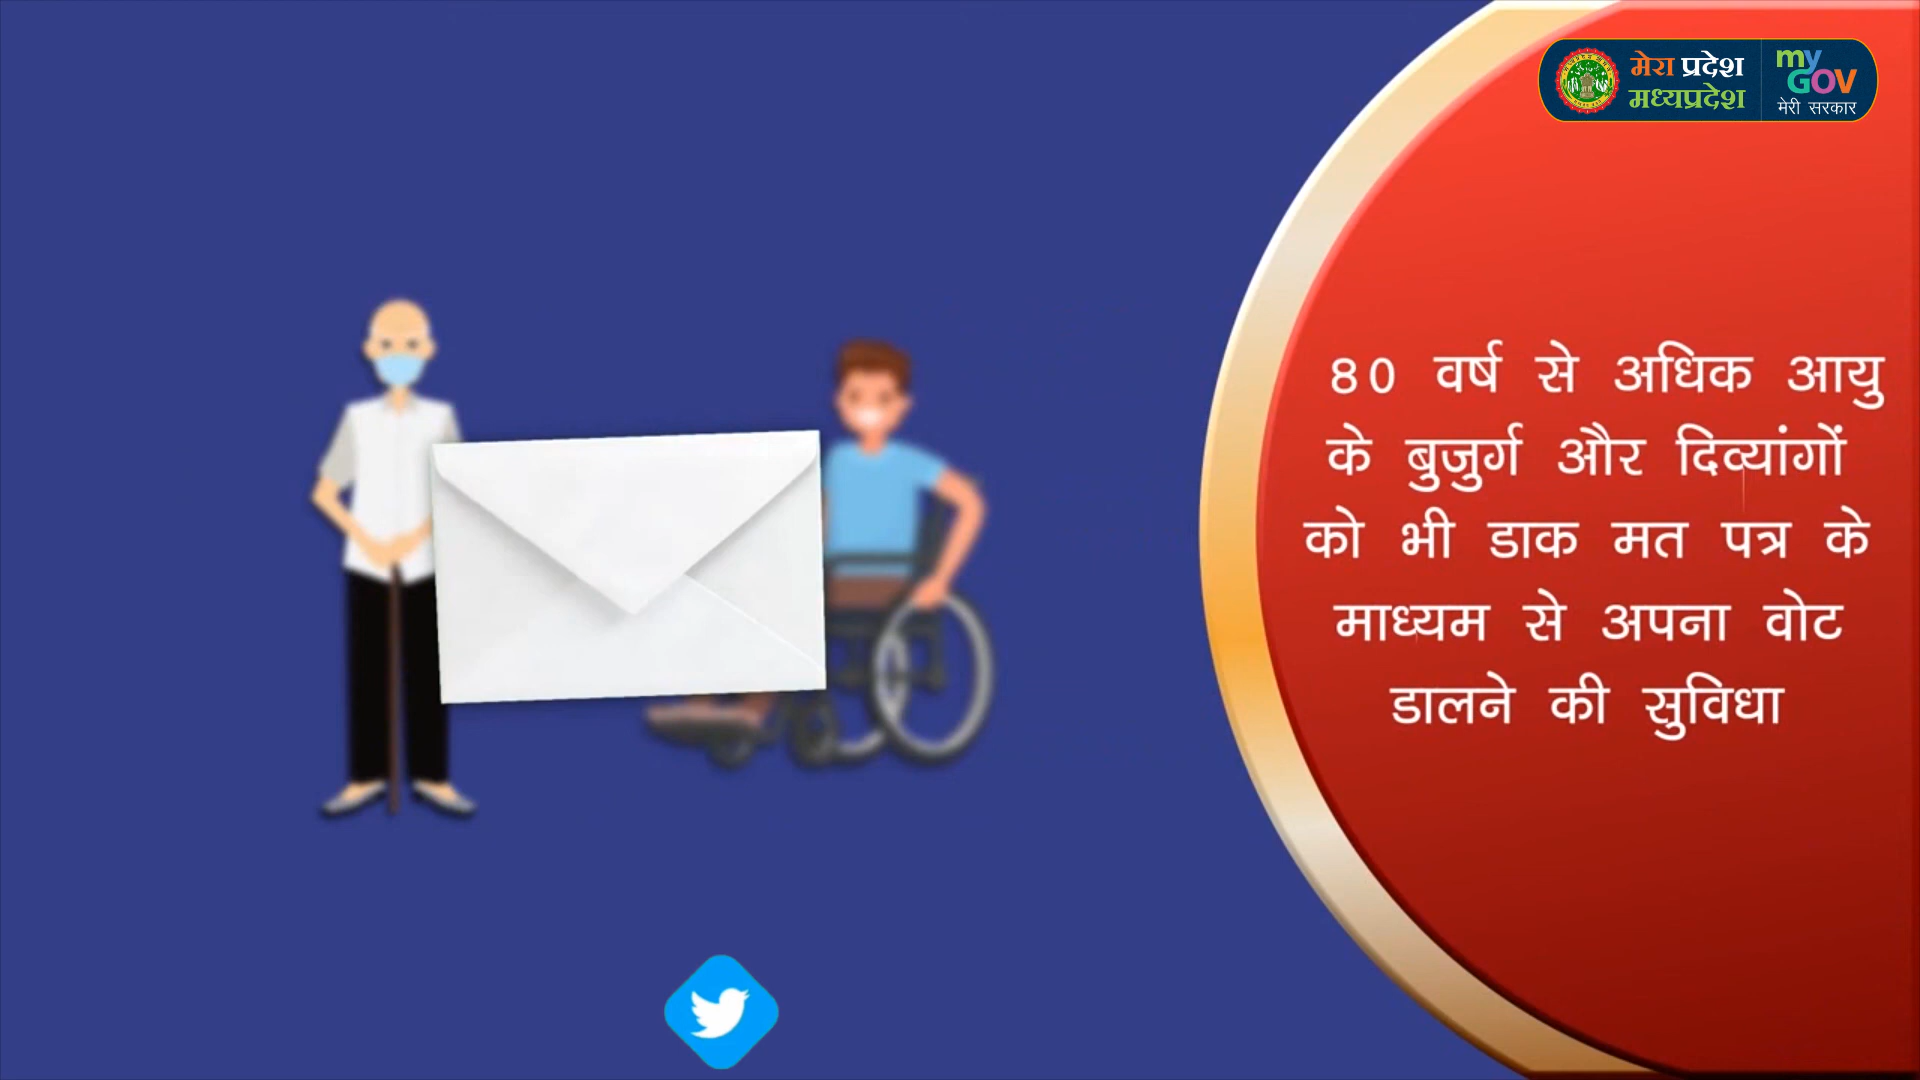 मेरा प्रदेश
मध्यप्रदेश
my
GOV
मेरी सरकार
80 वर्ष से अधिक आयु
के बुजुर्ग और दिव्यांगों
को भी डाक मत पत्र के
माध्यम से अपना वोट
डालने की सुविधा